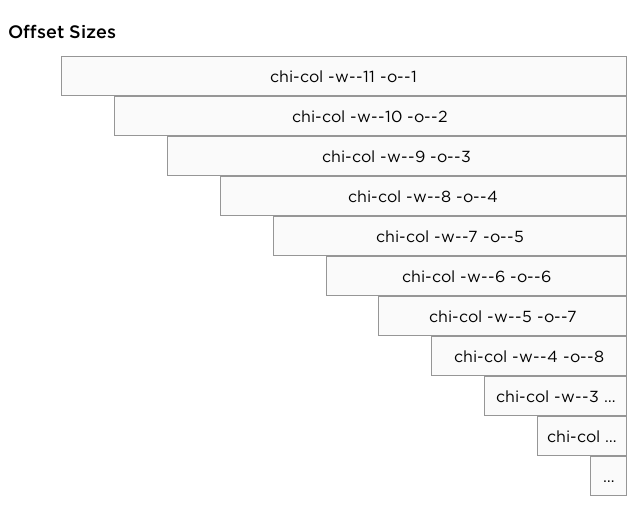 Offset Sizes
chi-col -w--11 -o--1
chi-col -w--10 -o--2
chi-col -w--9 -o--3
chi-col -w--8 -o--4
chi-col -w--7 -o--5
chi-col -w--6 -o--6
chi-col -w--5 -o--7
chi-col -w--4 -o--8
chi-col -w--3 ...
chi-col ...
...